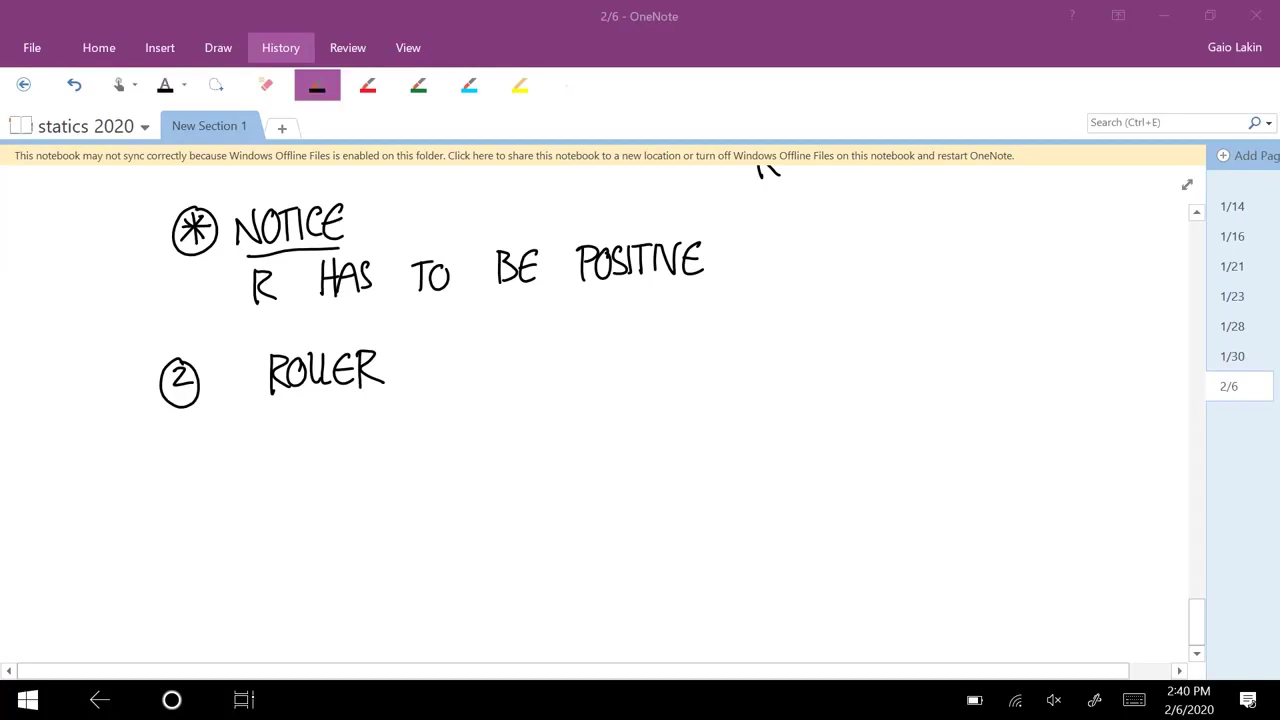 2/6 - OneNote
?
File Home Insert Draw History Review View Gaio Lakin
A
statics 2020 New Section 1 + Search (Ctrl+E)
This notebook may not sync correctly because Windows Offline Files is enabled on this folder. Click here to share this notebook to a new location or turn off Windows Offline Files on this notebook and restart OneNote.
Add Pag
R
* NOTICE
R HAS TO BE POSITIVE
2 ROLLER
1/14
1/16
1/21
1/23
1/28
1/30
2/6
2:40 PM
2/6/2020